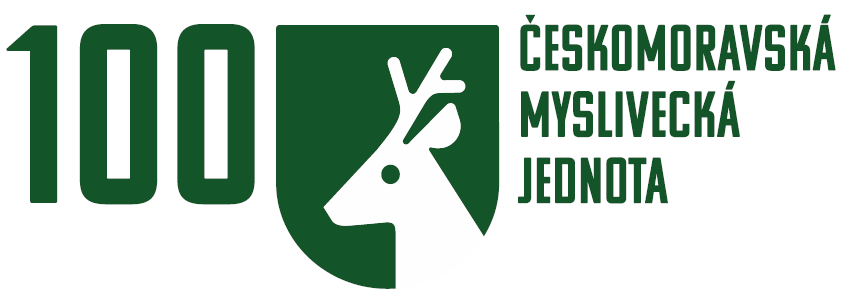 100
ČESKOMORAVSKÁ
MYSLIVECKÁ
JEDNOTA